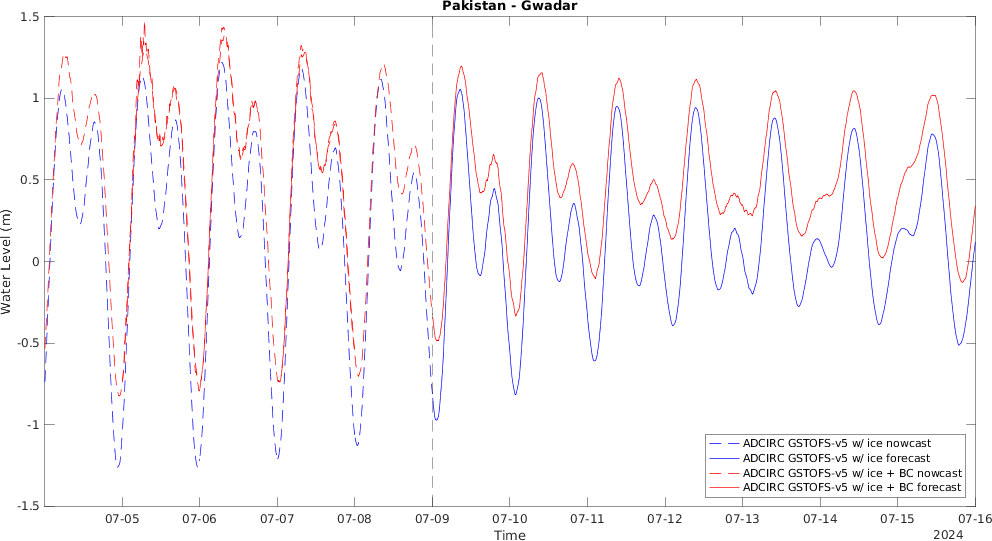 Pakistan - Gwadar
1.5
1
0.5
0
-0.5
-1
-1.5
Water Level (m)
07-05 07-06 07-07 07-08 07-09 07-10 07-11 07-12 07-13 07-14 07-15 07-16
Time
2024
ADCIRC GSTOFS-v5 w/ ice nowcast
ADCIRC GSTOFS-v5 w/ ice forecast
ADCIRC GSTOFS-v5 w/ ice + BC nowcast
ADCIRC GSTOFS-v5 w/ ice + BC forecast